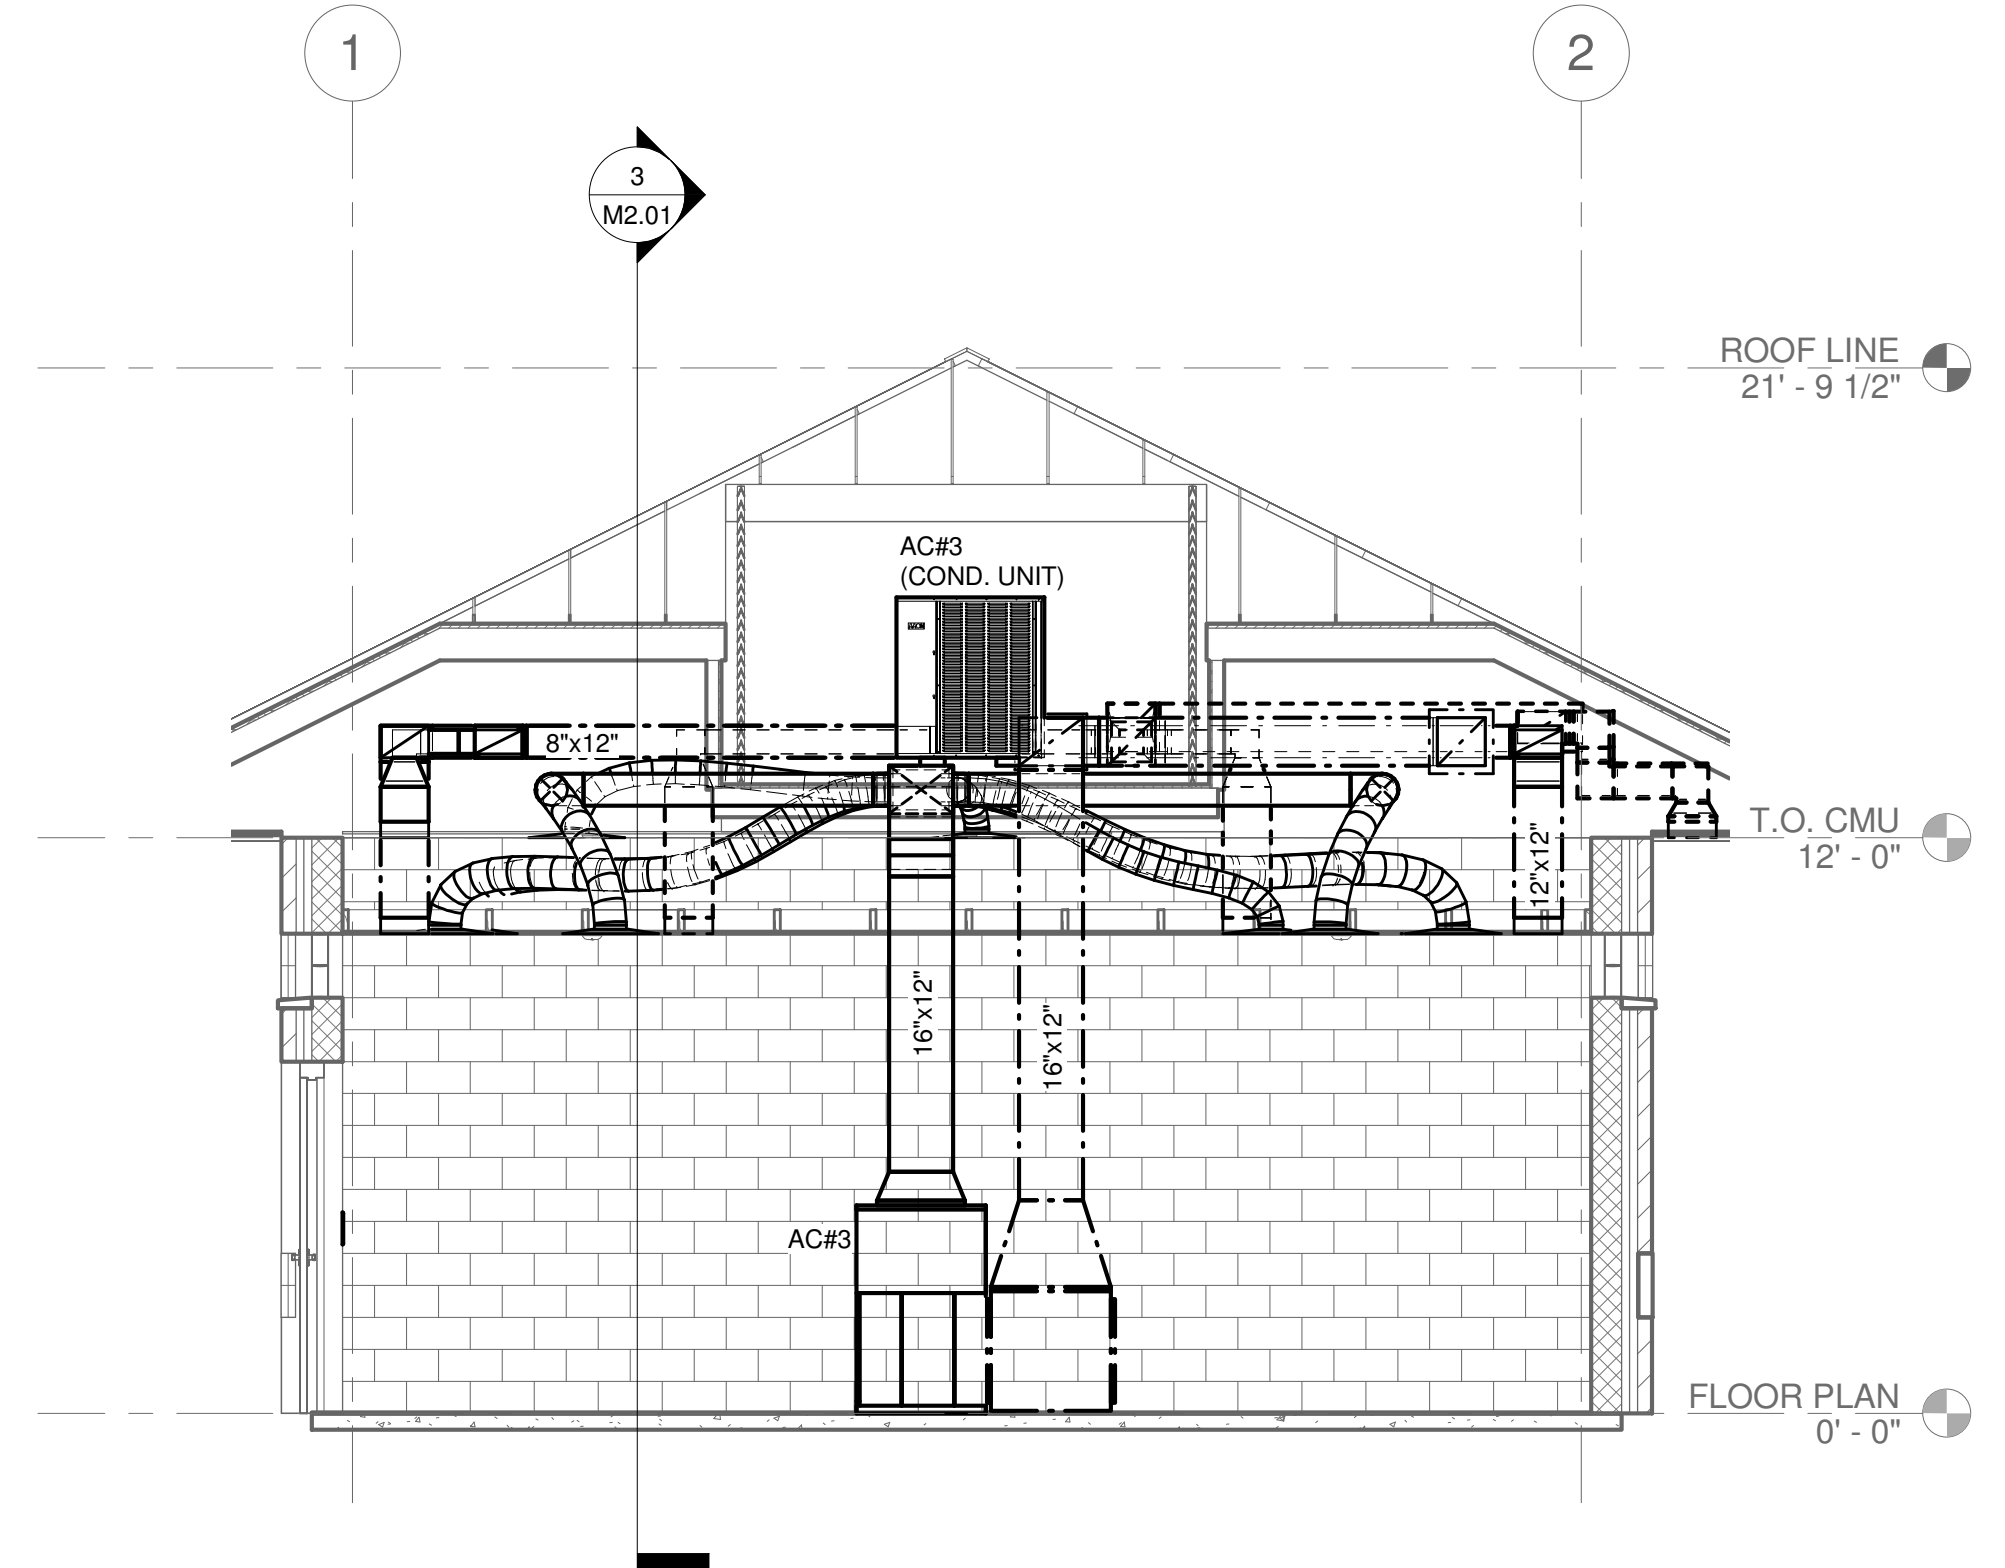 1
2
3
M2.01
ROOF LINE
21' - 9 1/2"
AC#3
(COND. UNIT)
8"x12"
T.O. CMU
12' - 0"
12"x12"
16"x12"
16"x12"
AC#3
FLOOR PLAN
0' - 0"